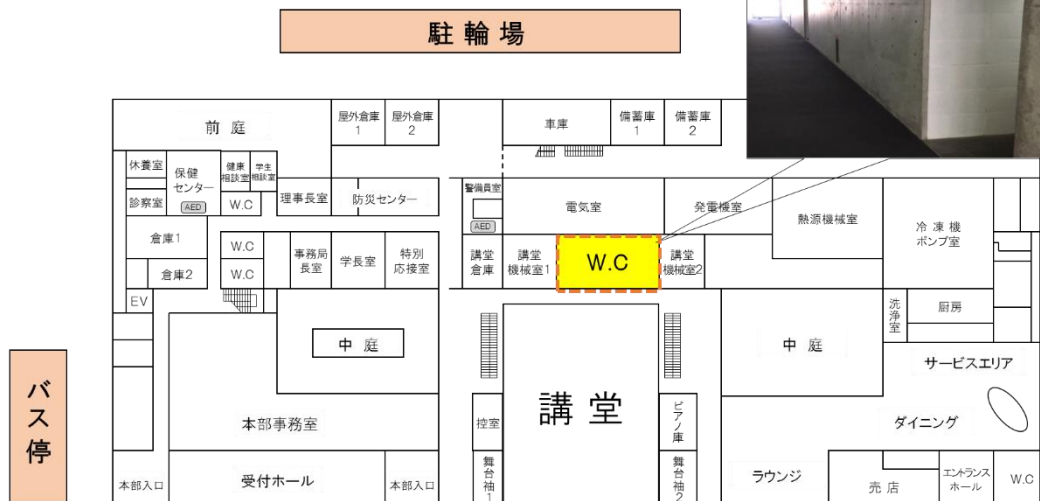 駐輪場
前庭
屋外倉庫
1
屋外倉庫
2
車庫
備蓄庫
1
備蓄庫
2
休養室
保健
センター
AED
健康
相談室
学生
相談室
診察室
W.C
理事長室
防災センター
警備員室
AED
電気室
発電機室
熱源機械室
冷凍機
ポンプ室
倉庫1
倉庫2
W.C
W.C
事務局
長室
学長室
特別
応接室
講堂
倉庫
講堂
機械室1
W.C
講堂
機械室2
EV
中庭
中庭
洗浄室
厨房
サービスエリア
バス停
本部事務室
控室
講堂
ピアノ庫
ダイニング
本部入口
受付ホール
本部入口
舞台袖1
舞台袖2
ラウンジ
売店
エントランス
ホール
W.C